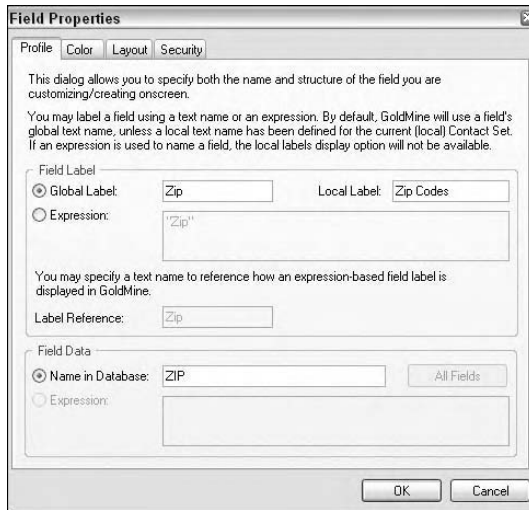 Field Properties
Profile Color Layout Security
This dialog allows you to specify both the name and structure of the field you are
customizing/creating onscreen.
You may label a field using a text name or an expression. By default, GoldMine will use a field's
global text name, unless a local text name has been defined for the current (local) Contact Set.
If an expression is used to name a field, the local labels display option will not be available.
Field Label
Global Label: Zip Local Label: Zip Codes
Expression: "Zip"
You may specify a text name to reference how an expression-based field label is
displayed in GoldMine.
Label Reference: Zip
Field Data
Name in Database: ZIP All Fields
Expression:
OK Cancel